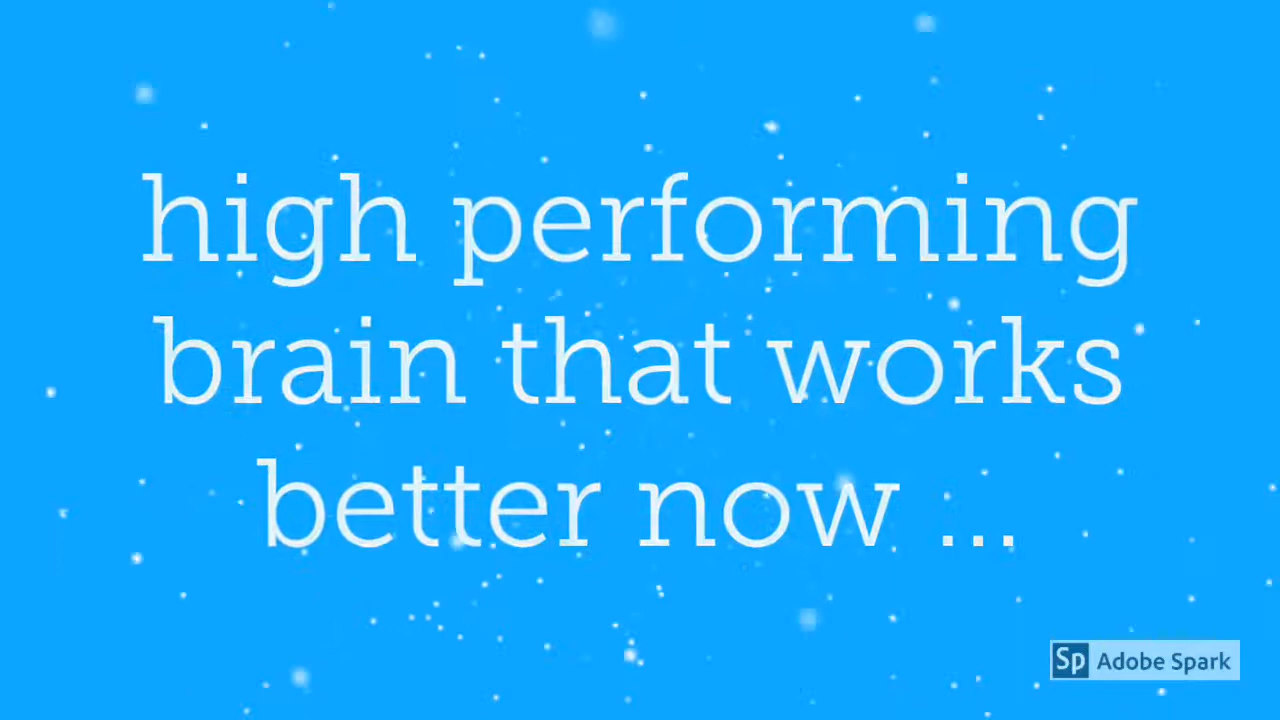 high performing
brain that works
better now ...
Sp Adobe Spark